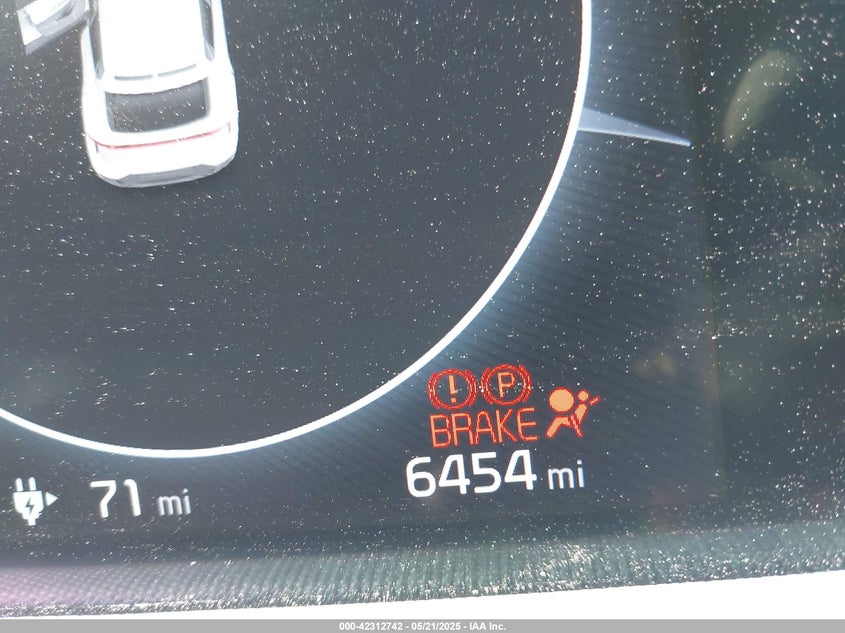 ! P
BRAKE
6454 mi
71 mi
000-42312742 - 05/21/2025 - IAA Inc.